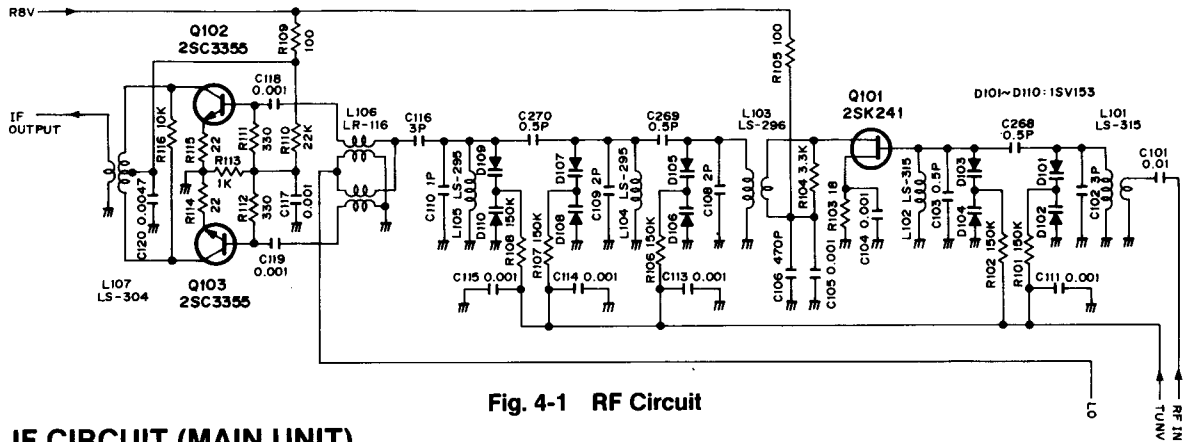 R8V
Q102
2SC3355
R109
100
R105 100
C118
0.001
L106
LR-116
C116
3P
C270
0.5P
C269
0.5P
L103
LS-296
Q101
2SK241
D101~D110:1SV153
C268
0.5P
L101
LS-315
C101
0.01
IF
OUTPUT
R116 10K
R115
22
R111
330
R110
22K
R113
1K
R114
22
R112
330
C117
0.001
C120 0.0047
C119
0.001
L107
LS-304
Q103
2SC3355
C110 1P
L105 LS-295
D109
D110
R108 150K
D107
D108
R107 150K
C109 2P
L104 LS-295
D105
D106
R106 150K
C108 2P
R104 3.3K
R103 18
C104 0.001
C106 470P
C105 0.001
L102 LS-315
C103 0.5P
D103
D104
R102 150K
D101
D102
R101 150K
C102
C115 0.001
C114 0.001
C113 0.001
C111 0.001
LO
TUNV
RF IN
Fig. 4-1 RF Circuit
IF CIRCUIT (MAIN UNIT)